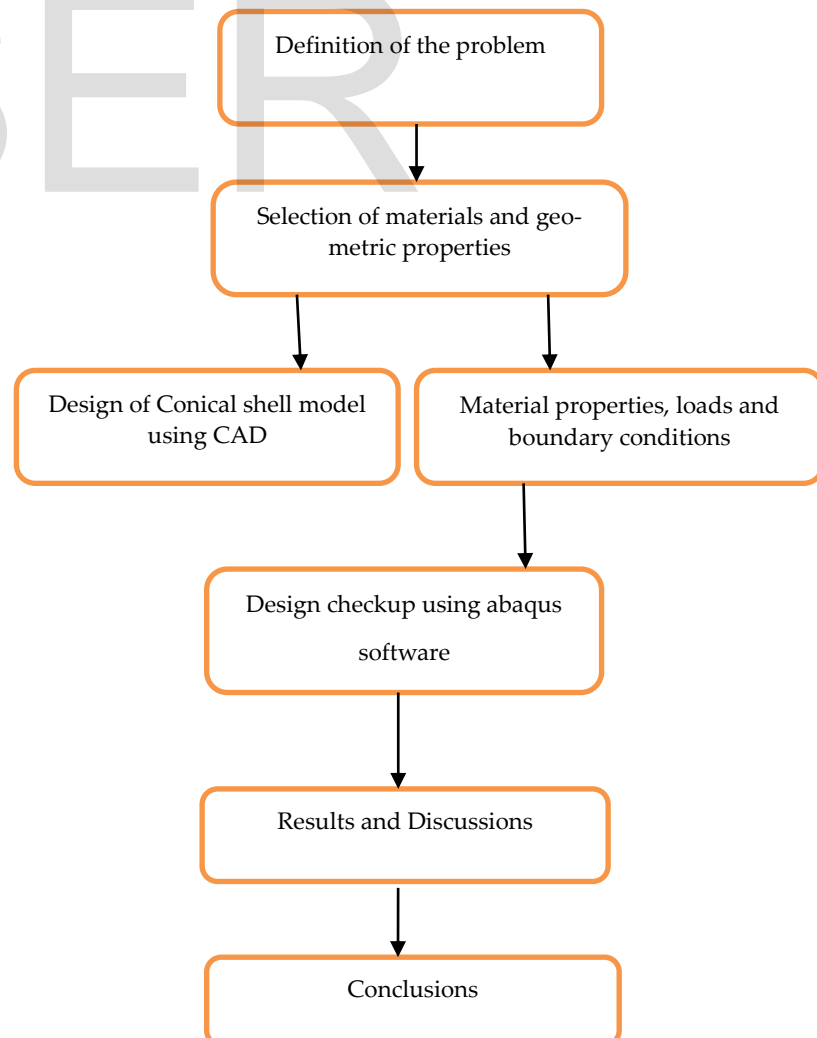 SER
Definition of the problem
Selection of materials and geo-
metric properties
Design of Conical shell model
using CAD
Material properties, loads and
boundary conditions
Design checkup using abaqus
software
Results and Discussions
Conclusions